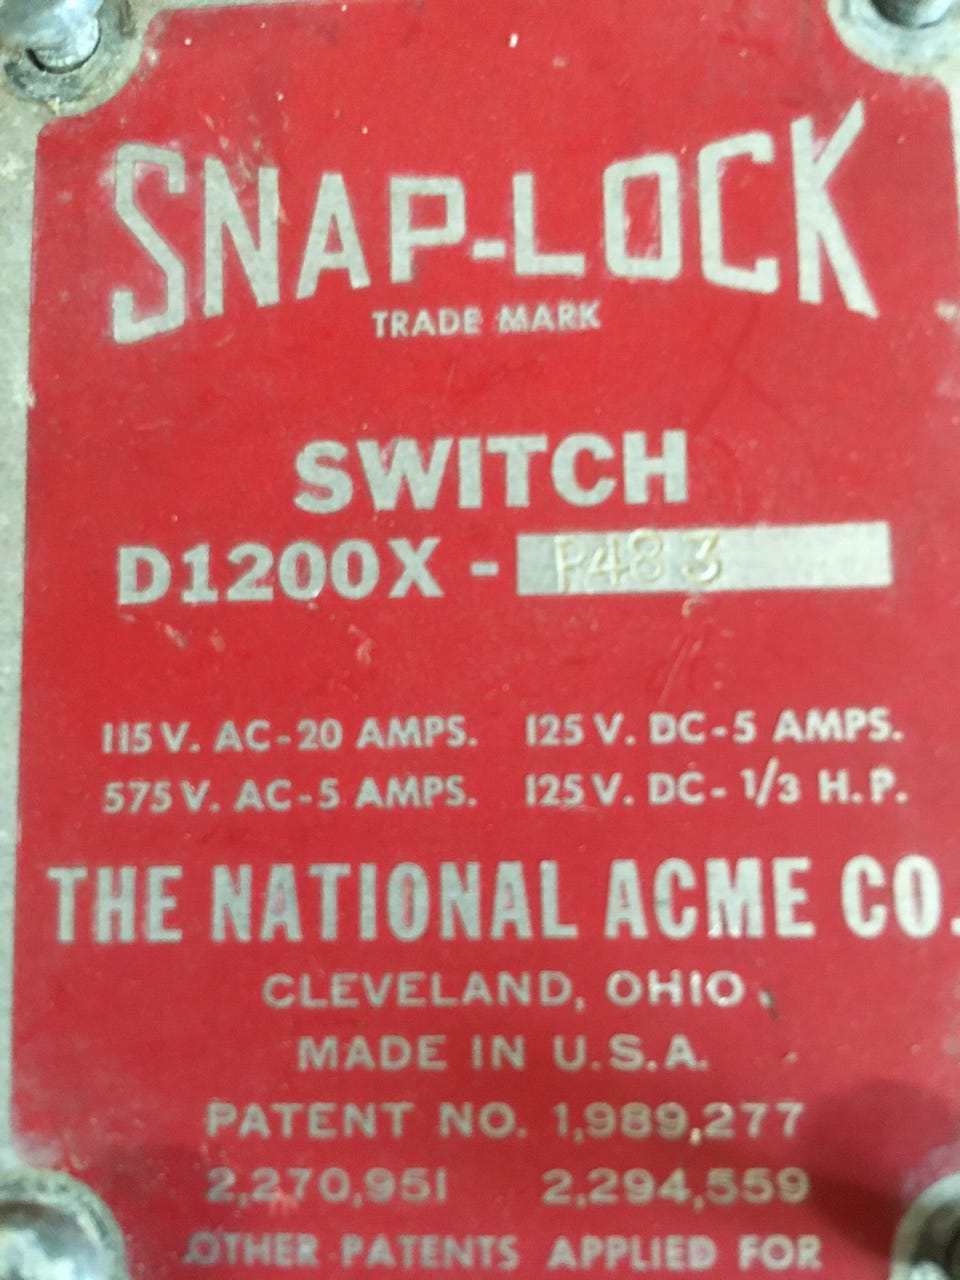 SNAP-LOCK
TRADE MARK
SWITCH
D1200X - P483
115 V. AC-20 AMPS. 125 V. DC-5 AMPS.
575 V. AC-5 AMPS. 125 V. DC- 1/3 H.P.
THE NATIONAL ACME CO.
CLEVELAND, OHIO
MADE IN U.S.A.
PATENT NO. 1,989,277
2,270,951 2,294,559
OTHER PATENTS APPLIED FOR